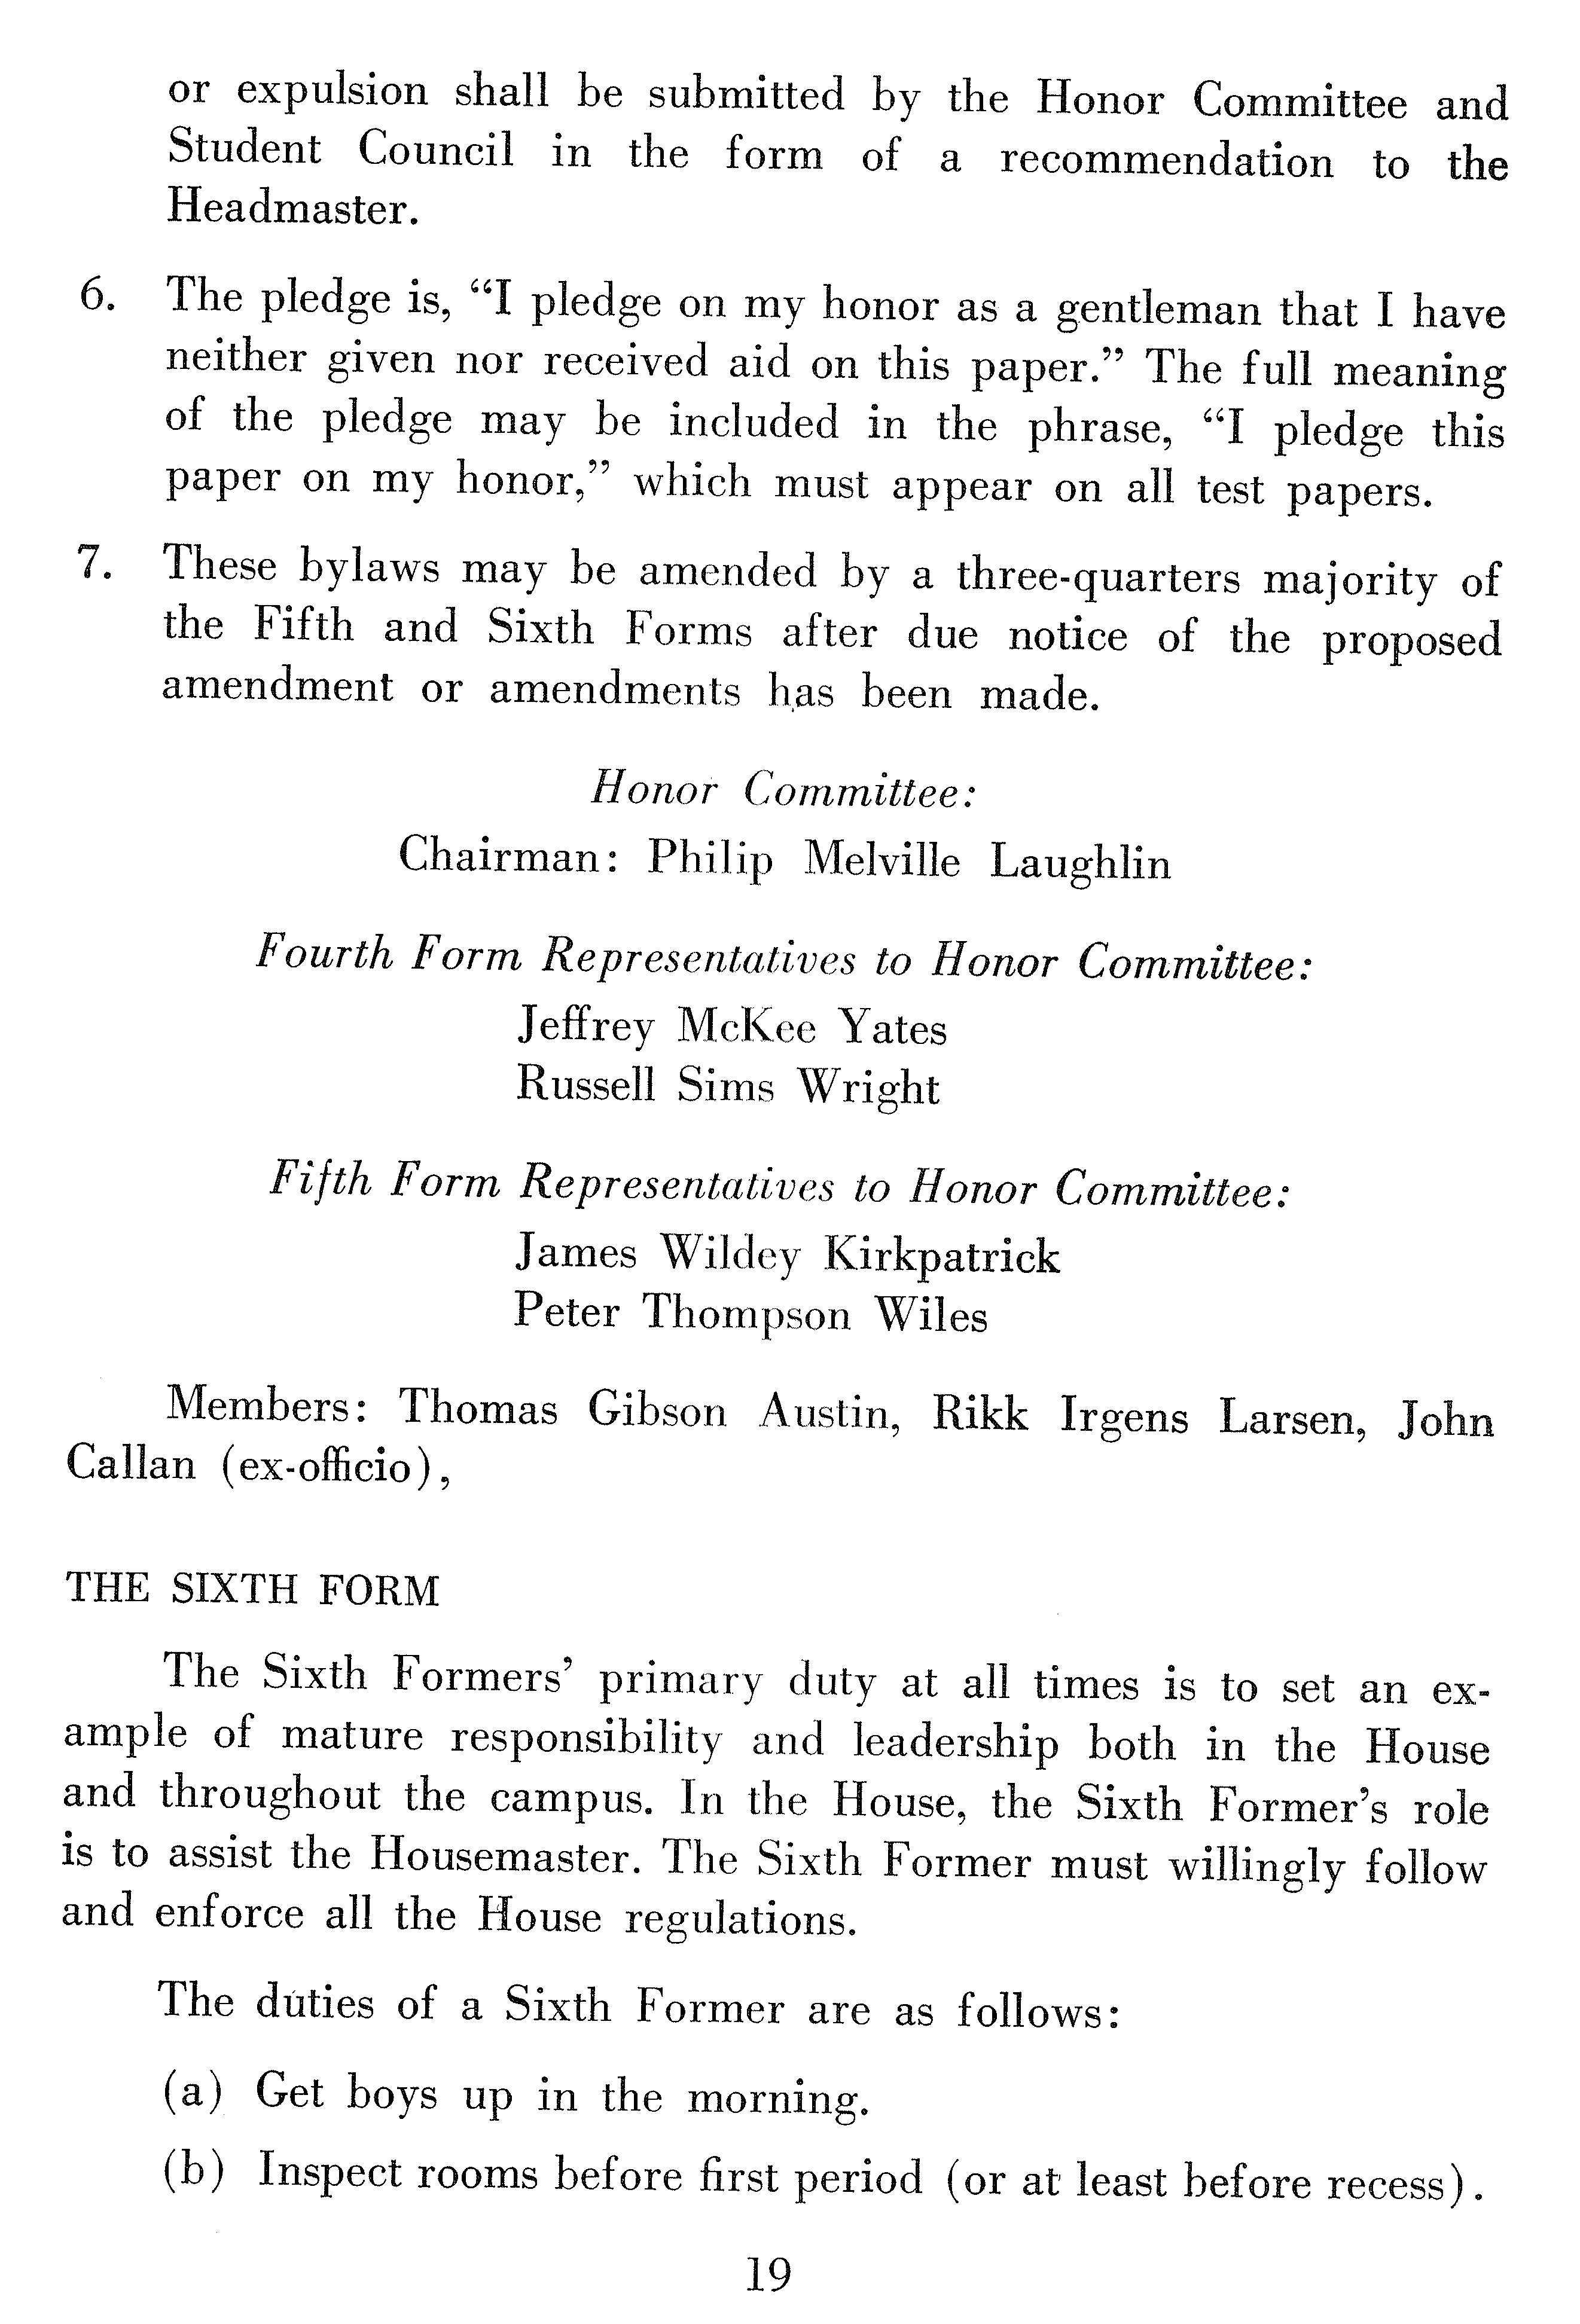 or expulsion shall be submitted by the Honor Committee and
Student Council in the form of a recommendation to the
Headmaster.
6. The pledge is, “I pledge on my honor as a gentleman that I have
neither given nor received aid on this paper.” The full meaning
of the pledge may be included in the phrase, “I pledge this
paper on my honor,” which must appear on all test papers.
7. These bylaws may be amended by a three-quarters majority of
the Fifth and Sixth Forms after due notice of the proposed
amendment or amendments has been made.
Honor Committee:
Chairman: Philip Melville Laughlin
Fourth Form Representatives to Honor Committee:
Jeffrey McKee Yates
Russell Sims Wright
Fifth Form Representatives to Honor Committee:
James Wildey Kirkpatrick
Peter Thompson Wiles
Members: Thomas Gibson Austin, Rikk Irgens Larsen, John
Callan (ex-officio),
THE SIXTH FORM
The Sixth Formers’ primary duty at all times is to set an ex-
ample of mature responsibility and leadership both in the House
and throughout the campus. In the House, the Sixth Former’s role
is to assist the Housemaster. The Sixth Former must willingly follow
and enforce all the House regulations.
The duties of a Sixth Former are as follows:
(a) Get boys up in the morning.
(b) Inspect rooms before first period (or at least before recess).
19